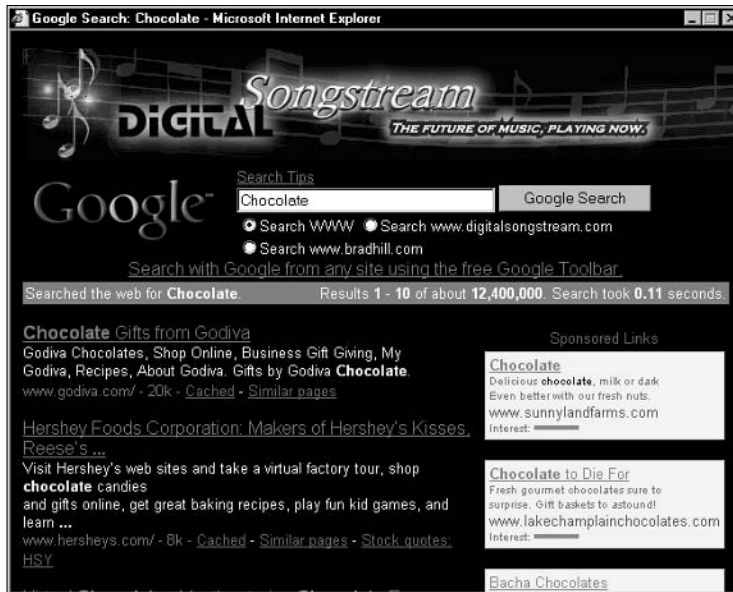 Google Search: Chocolate - Microsoft Internet Explorer
DiGiTAL Songstream
THE FUTURE OF MUSIC, PLAYING NOW.
Google™
Search Tips
Chocolate
Google Search
Search WWW Search www.digitalsongstream.com
Search www.bradhill.com
Search with Google from any site using the free Google Toolbar.
Searched the web for Chocolate. Results 1 - 10 of about 12,400,000. Search took 0.11 seconds.
Chocolate Gifts from Godiva
Godiva Chocolates, Shop Online, Business Gift Giving, My
Godiva, Recipes, About Godiva. Gifts by Godiva Chocolate.
www.godiva.com/ - 20k - Cached - Similar pages
Hershey Foods Corporation: Makers of Hershey's Kisses,
Reese's ...
Visit Hershey's web sites and take a virtual factory tour, shop
chocolate candies
and gifts online, get great baking recipes, play fun kid games, and
learn ...
www.hersheys.com/ - 8k - Cached - Similar pages - Stock quotes:
HSY
Sponsored Links
Chocolate
Delicious chocolate, milk or dark
Even better with our fresh nuts.
www.sunnylandfarms.com
Interest:
Chocolate to Die For
Fresh gourmet chocolates sure to
surprise. Gift baskets to astound!
www.lakechamplainchocolates.com
Interest:
Bacha Chocolates